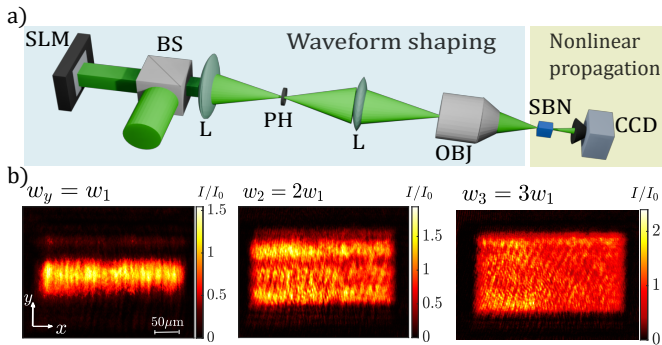 a)
SLM
BS
Waveform shaping
Nonlinear
propagation
L
PH
L
OBJ
SBN
CCD
b)
w_y = w_1
I/I_0
w_2 = 2w_1
I/I_0
w_3 = 3w_1
I/I_0
1.5
1
0.5
0
1.5
1
0.5
0
2
1
0
y
x
50μm